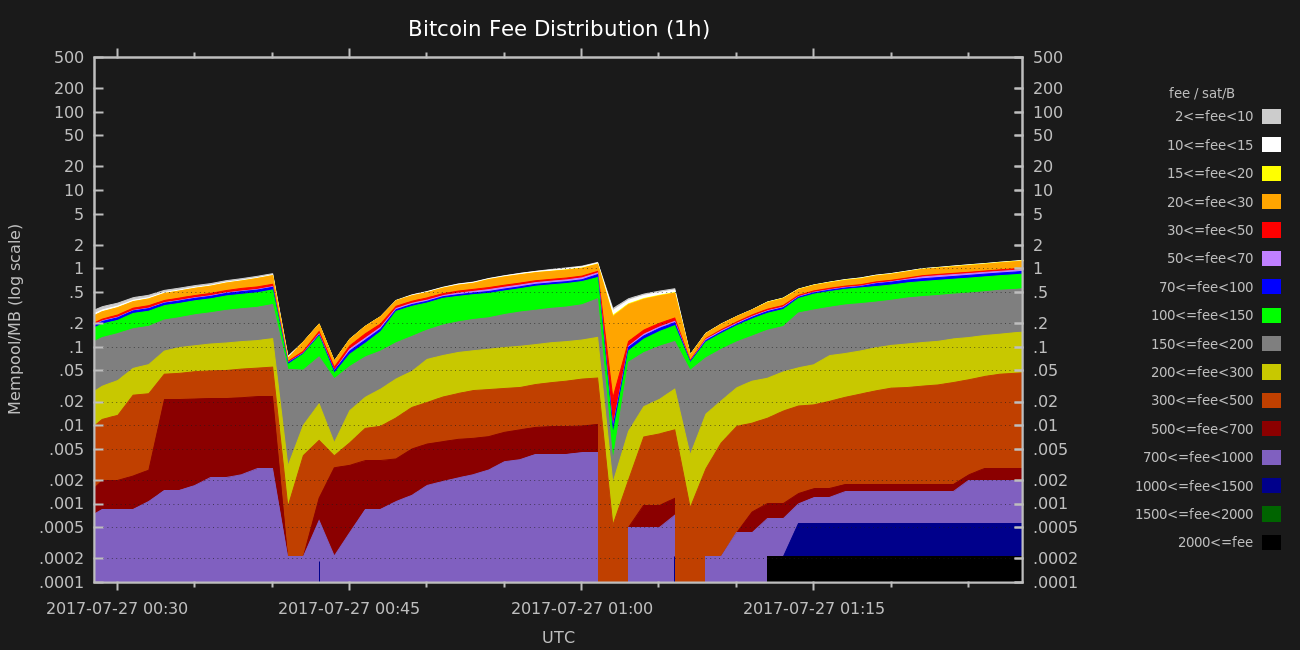 Bitcoin Fee Distribution (1h)
Mempool/MB (log scale)
500
200
100
50
20
10
5
2
1
.5
.2
.1
.05
.02
.01
.005
.002
.001
.0005
.0002
.0001
500
200
100
50
20
10
5
2
1
.5
.2
.1
.05
.02
.01
.005
.002
.001
.0005
.0002
.0001
2017-07-27 00:30
2017-07-27 00:45
2017-07-27 01:00
2017-07-27 01:15
UTC
fee / sat/B
2<=fee<10
10<=fee<15
15<=fee<20
20<=fee<30
30<=fee<50
50<=fee<70
70<=fee<100
100<=fee<150
150<=fee<200
200<=fee<300
300<=fee<500
500<=fee<700
700<=fee<1000
1000<=fee<1500
1500<=fee<2000
2000<=fee